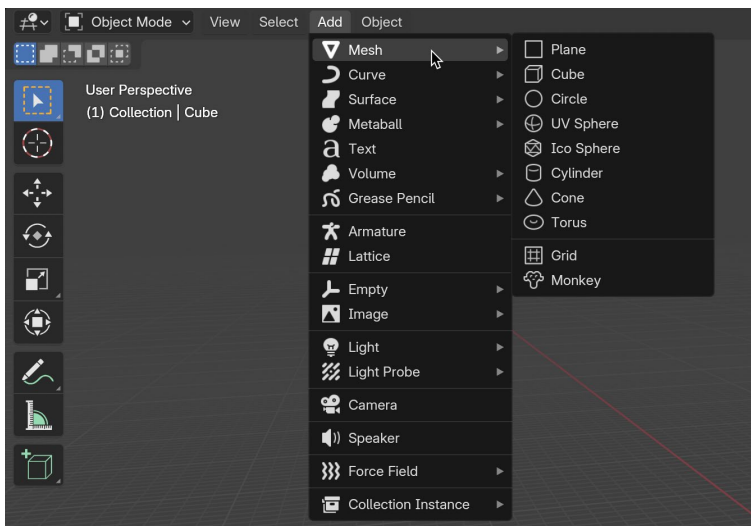 Object Mode View Select Add Object
User Perspective
(1) Collection | Cube
Mesh
Curve
Surface
Metaball
Text
Volume
Grease Pencil
Armature
Lattice
Empty
Image
Light
Light Probe
Camera
Speaker
Force Field
Collection Instance
Plane
Cube
Circle
UV Sphere
Ico Sphere
Cylinder
Cone
Torus
Grid
Monkey